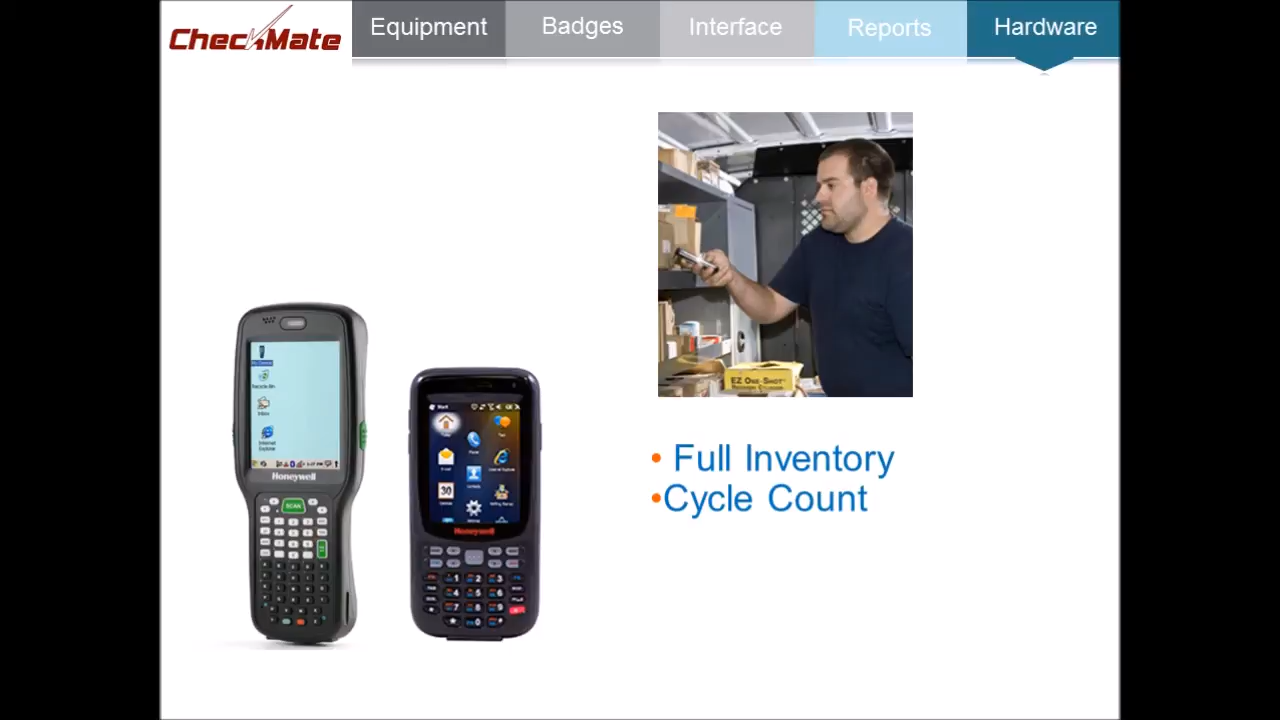 CheckMate
Equipment
Badges
Interface
Reports
Hardware
EZ ONE-SHOT
Honeywell
SCAN
Honeywell
• Full Inventory
•Cycle Count